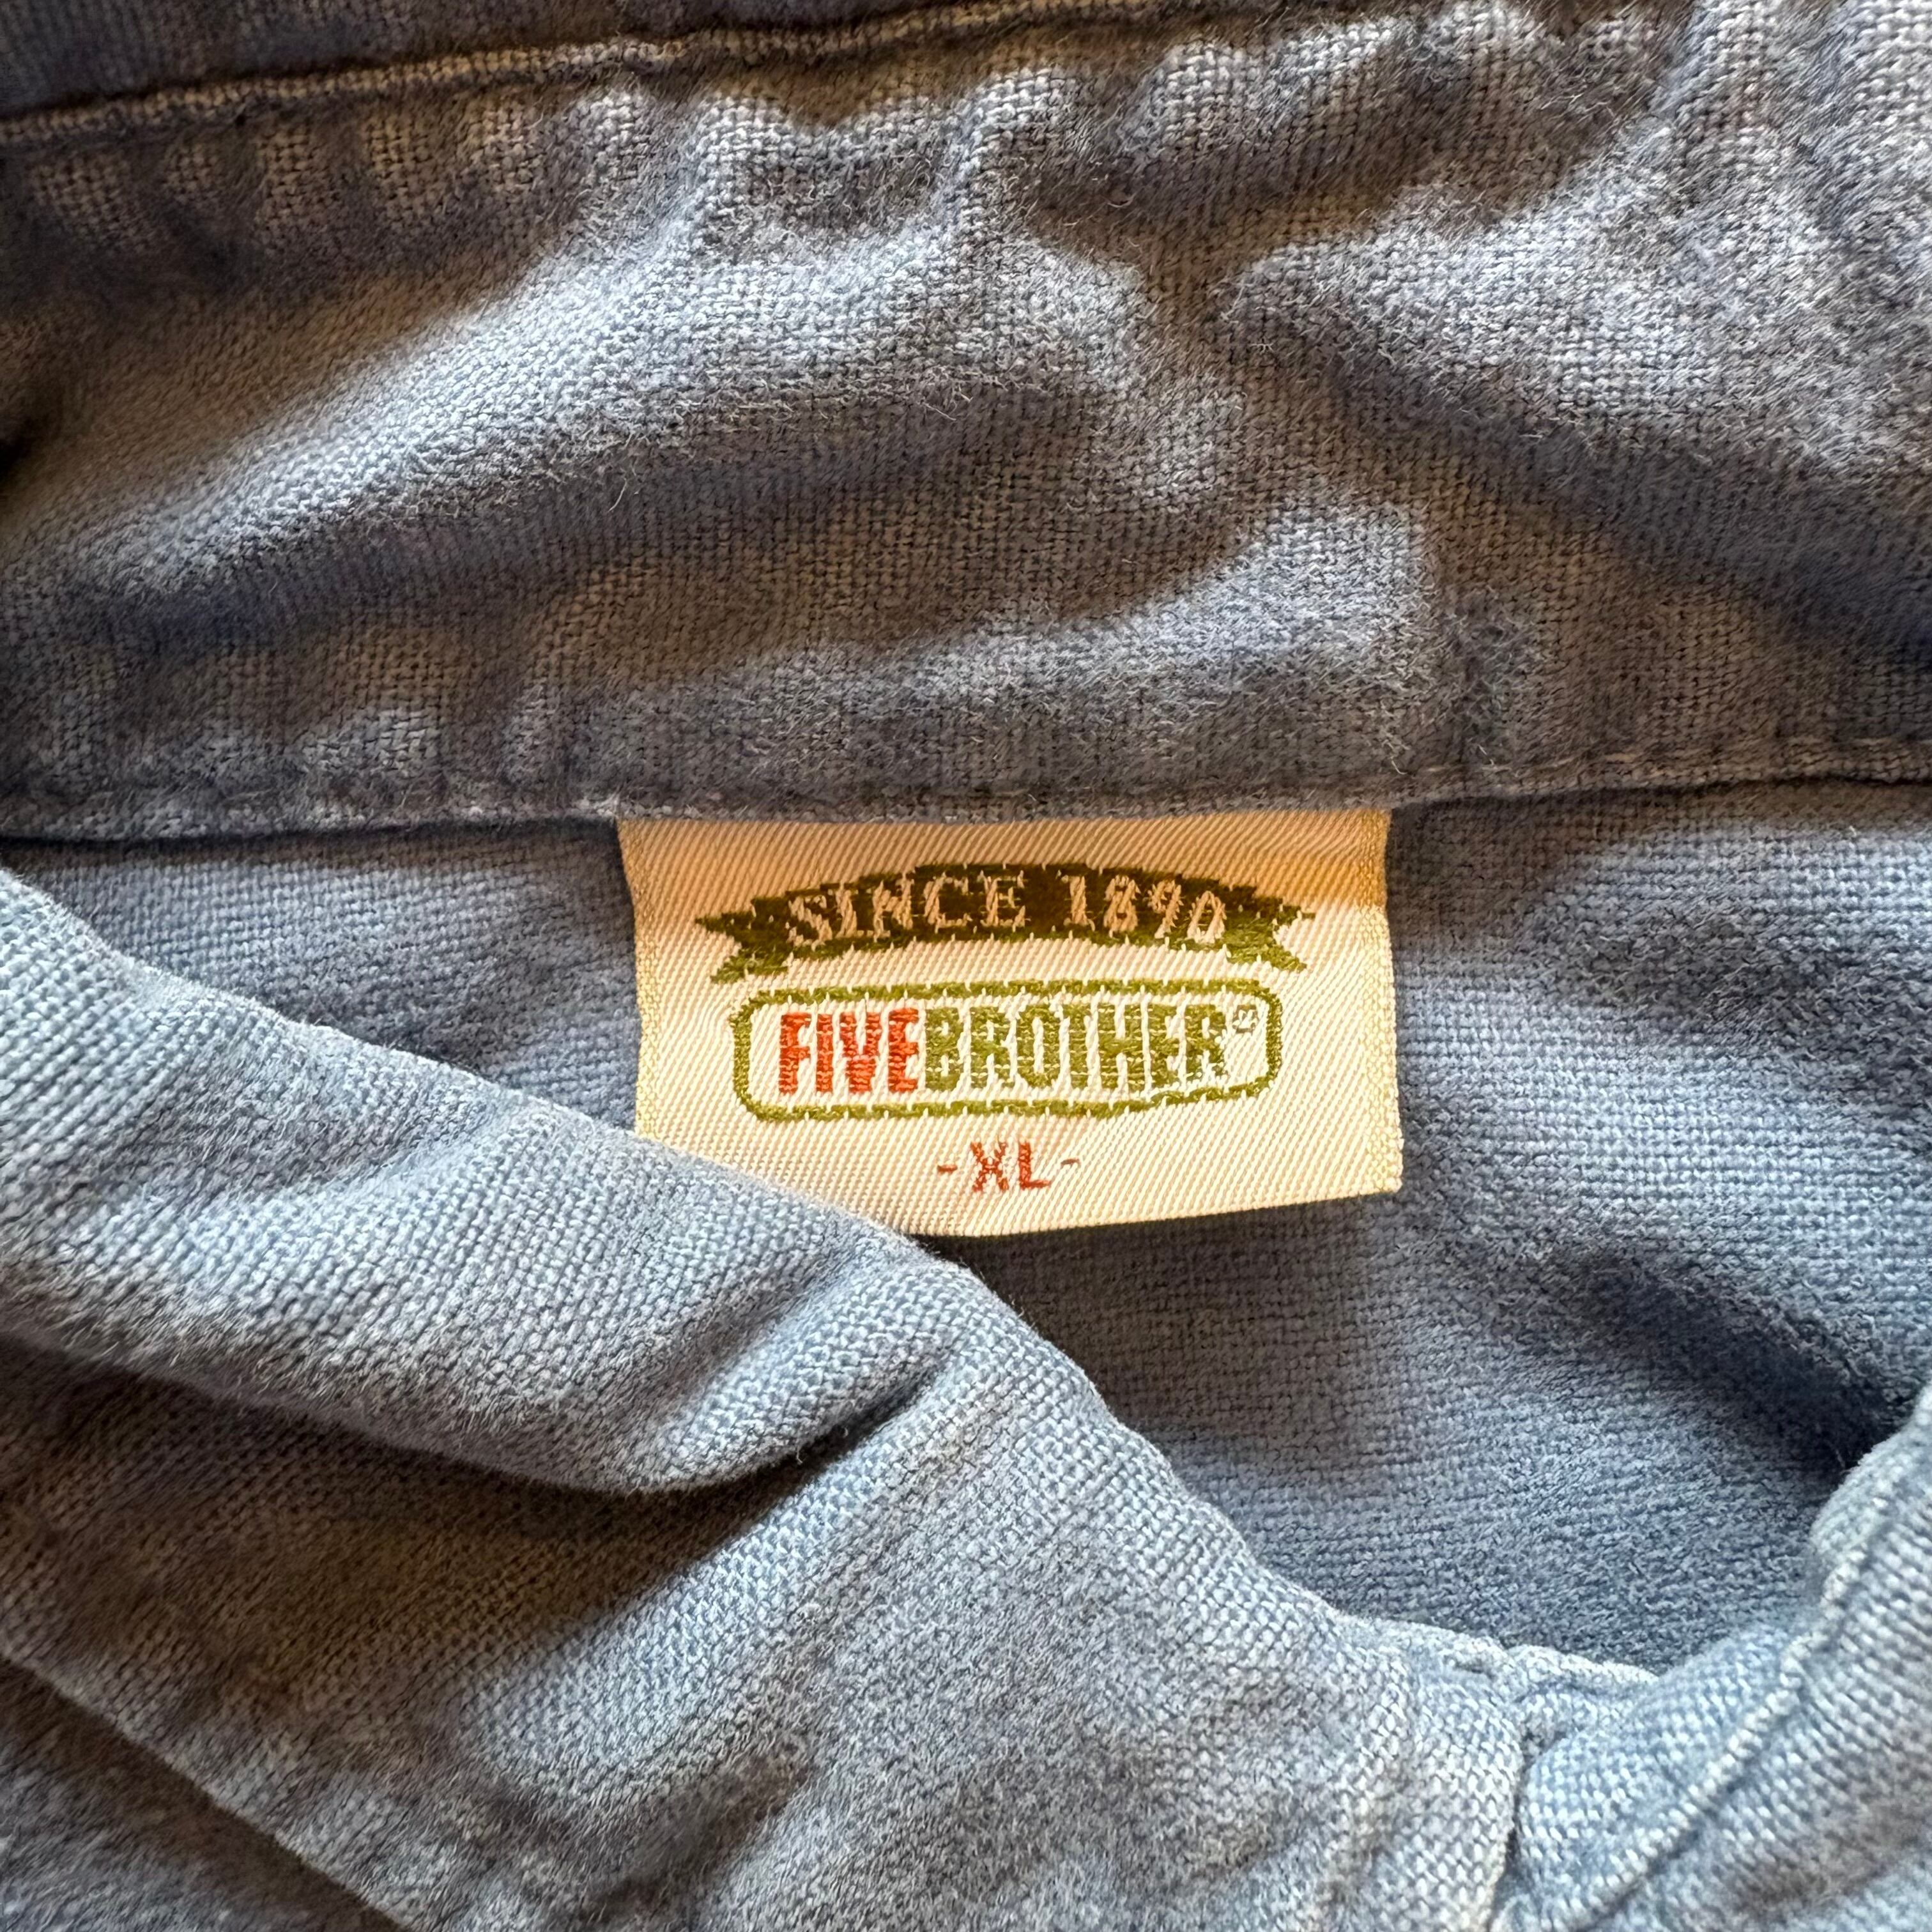 SINCE 1890
FIVEBROTHER®
-XL-